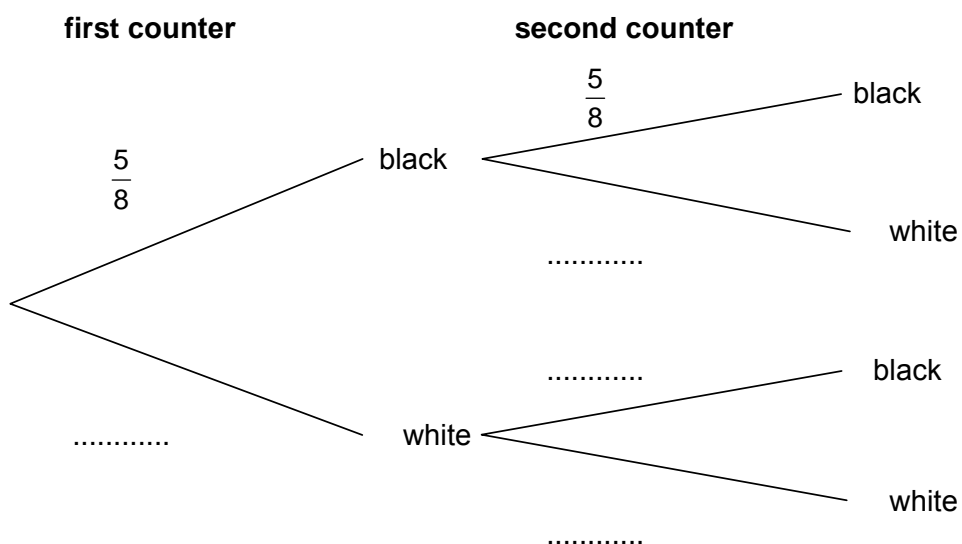 first counter second counter
5
8
black
5
8
black
white
............
............
black
............
white
white
............